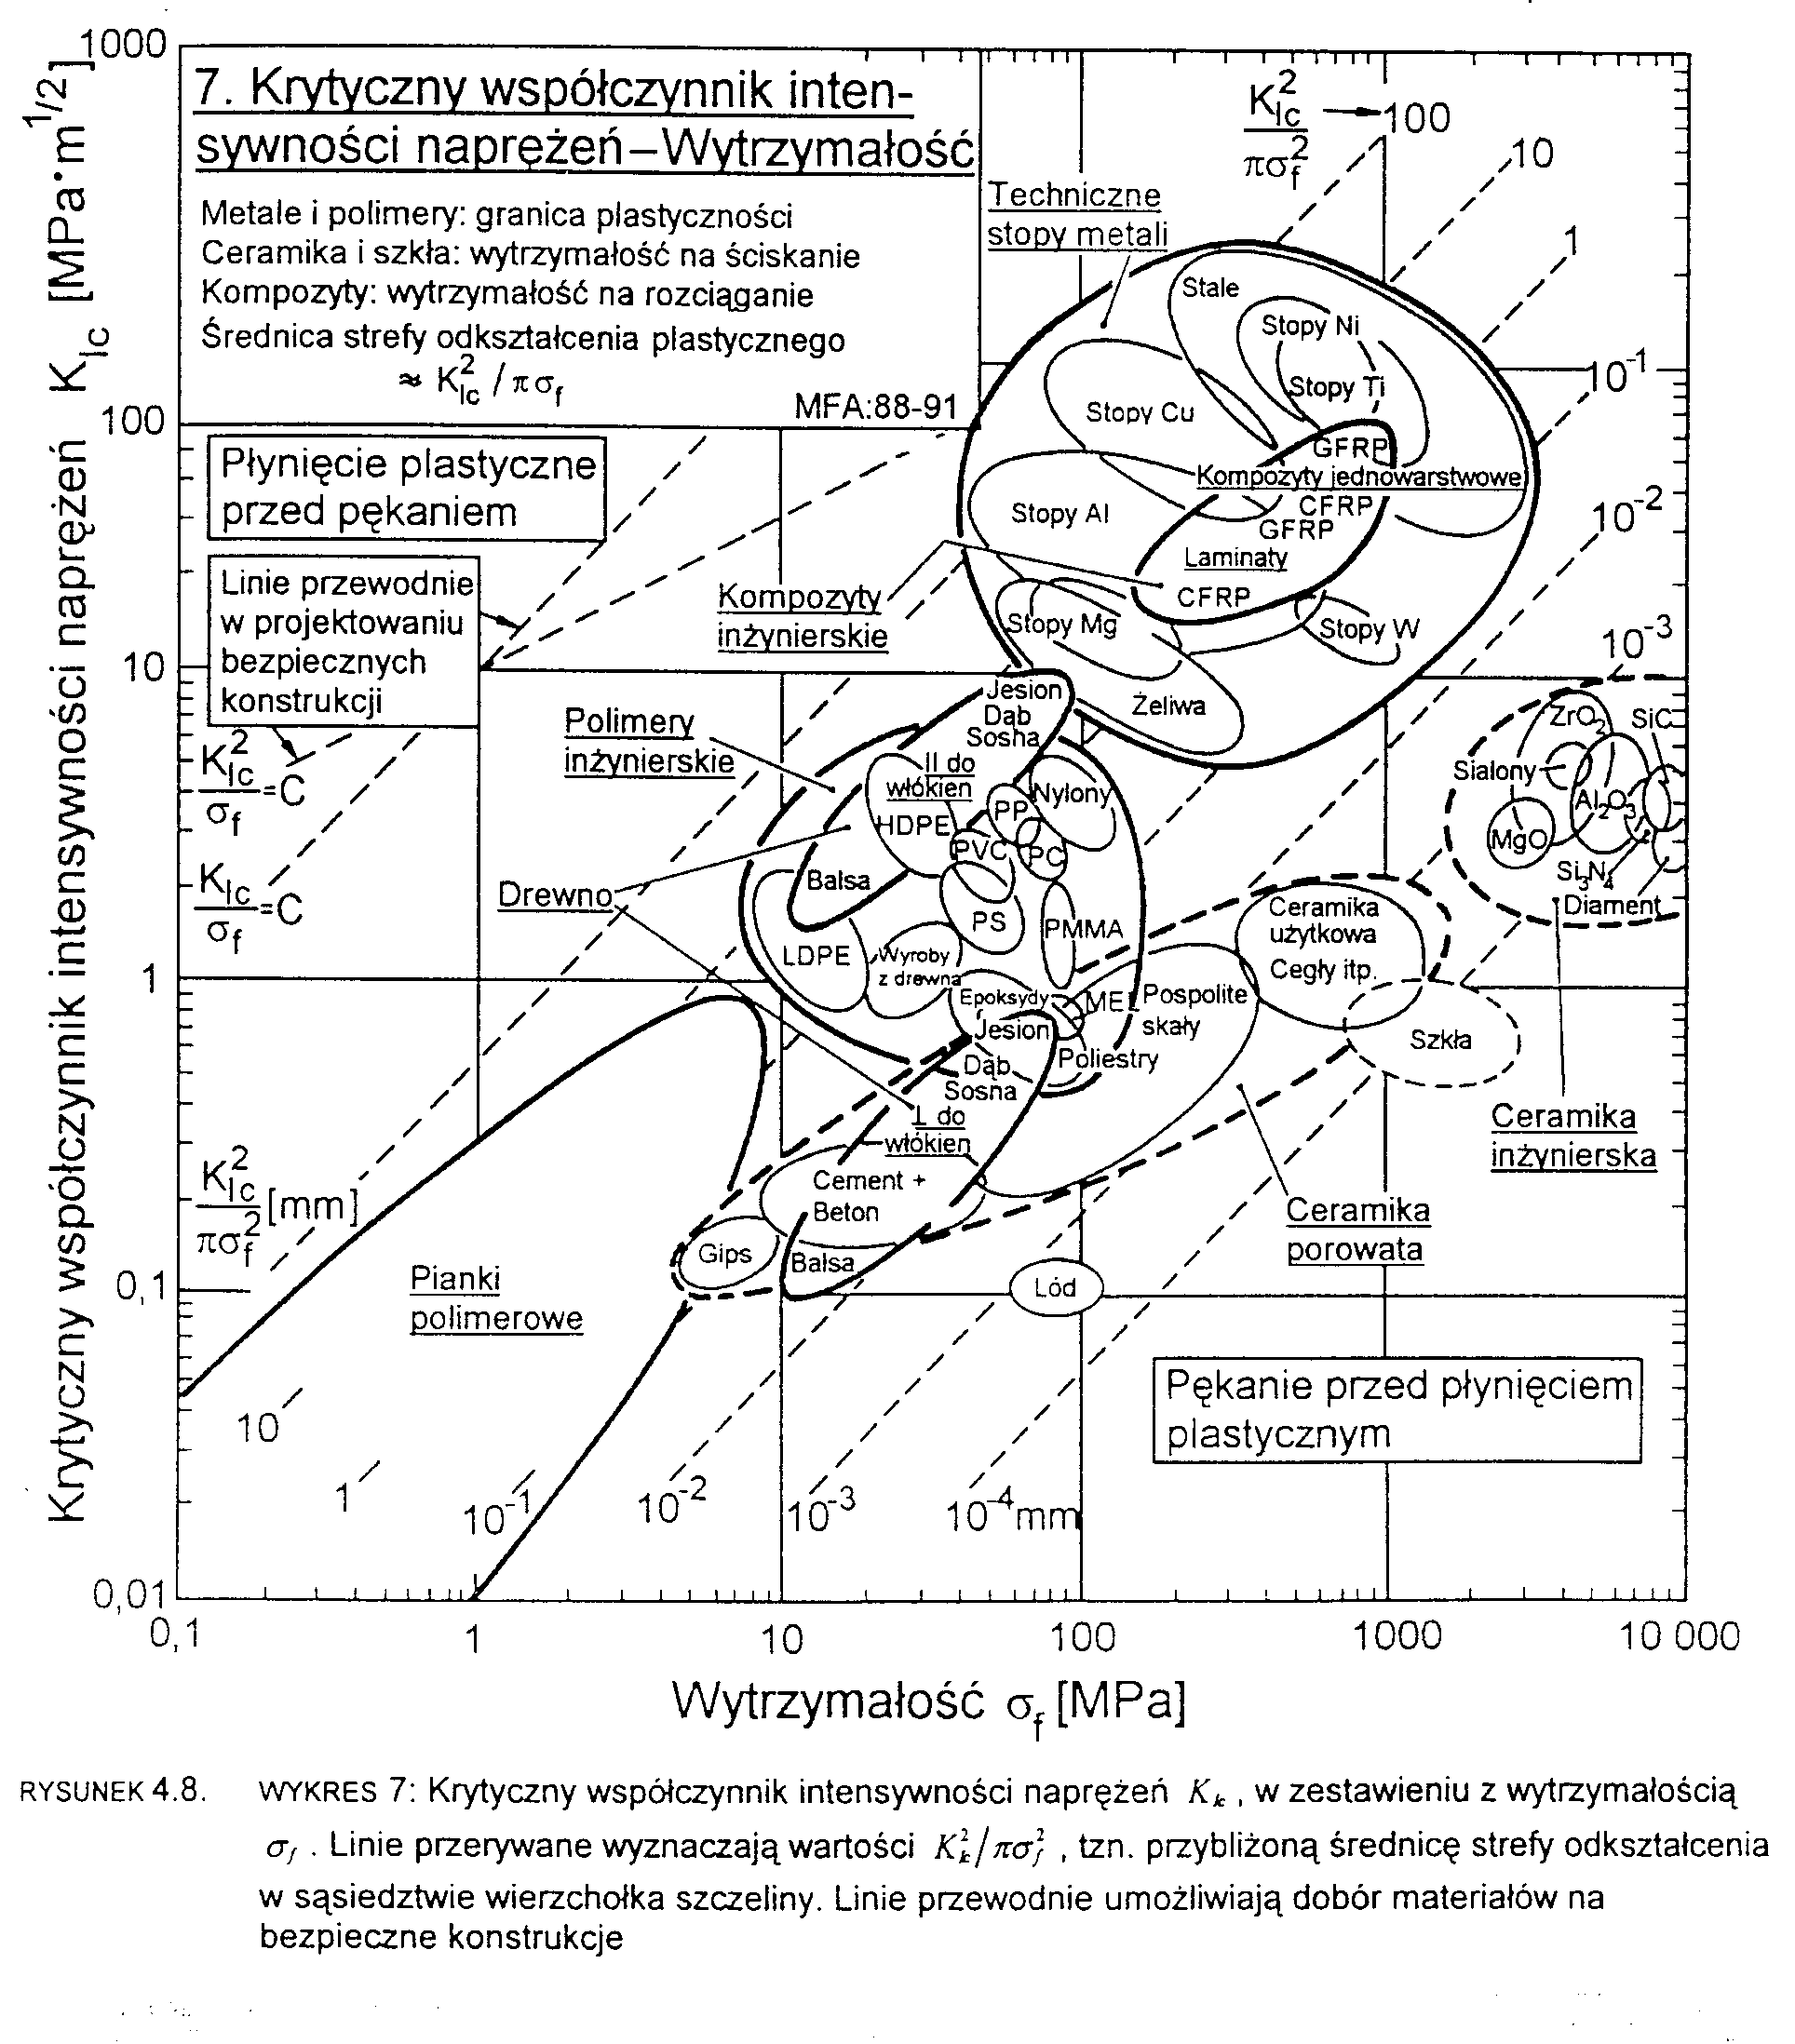 1000
7. Krytyczny współczynnik inten-
sywności naprężeń–Wytrzymałość
Metale i polimery: granica plastyczności
Ceramika i szkła: wytrzymałość na ściskanie
Kompozyty: wytrzymałość na rozciąganie
Średnica strefy odkształcenia plastycznego
≈ K²Ic / πσf
MFA:88-91
K²Ic / πσ²f → 100
10
1
10⁻¹
10⁻²
10⁻³
Krytyczny współczynnik intensywności naprężeń KIc [MPa·m^1/2]
100
10
1
0,1
0,01
Płynięcie plastyczne
przed pękaniem
Linie przewodnie
w projektowaniu
bezpiecznych
konstrukcji
K²Ic / σf =C
KIc / σf =C
K²Ic / πσ²f [mm]
Techniczne
stopy metali
Stale
Stopy Ni
Stopy Ti
Stopy Cu
GFRP
Kompozyty jednowarstwowe
CFRP
GFRP
Stopy Al
Laminaty
CFRP
Kompozyty
inżynierskie
Stopy Mg
Stopy W
Żeliwa
Jesion
Dąb
Sosna
Polimery
inżynierskie
II do
włókien
Nylony
PP
HDPE
PVC
PC
Balsa
Drewno
PS
PMMA
LDPE
Wyroby
z drewna
Epoksydy
MEL
Pospolite
skały
Jesion
Poliestry
Dąb
Sosna
⊥ do
włókien
Cement +
Beton
Gips
Balsa
Lód
ZrO₂
SiC
Sialony
Al₂O₃
MgO
Si₃N₄
Diament
Ceramika
użytkowa
Cegły itp.
Szkła
Ceramika
inżynierska
Ceramika
porowata
Pianki
polimerowe
Pękanie przed płynięciem
plastycznym
10
1
10⁻¹
10⁻²
10⁻³
10⁻⁴mm
0,1
1
10
100
1000
10 000
Wytrzymałość σf [MPa]
RYSUNEK 4.8. WYKRES 7: Krytyczny współczynnik intensywności naprężeń Kk , w zestawieniu z wytrzymałością
σf . Linie przerywane wyznaczają wartości K²k/πσ²f , tzn. przybliżoną średnicę strefy odkształcenia
w sąsiedztwie wierzchołka szczeliny. Linie przewodnie umożliwiają dobór materiałów na
bezpieczne konstrukcje